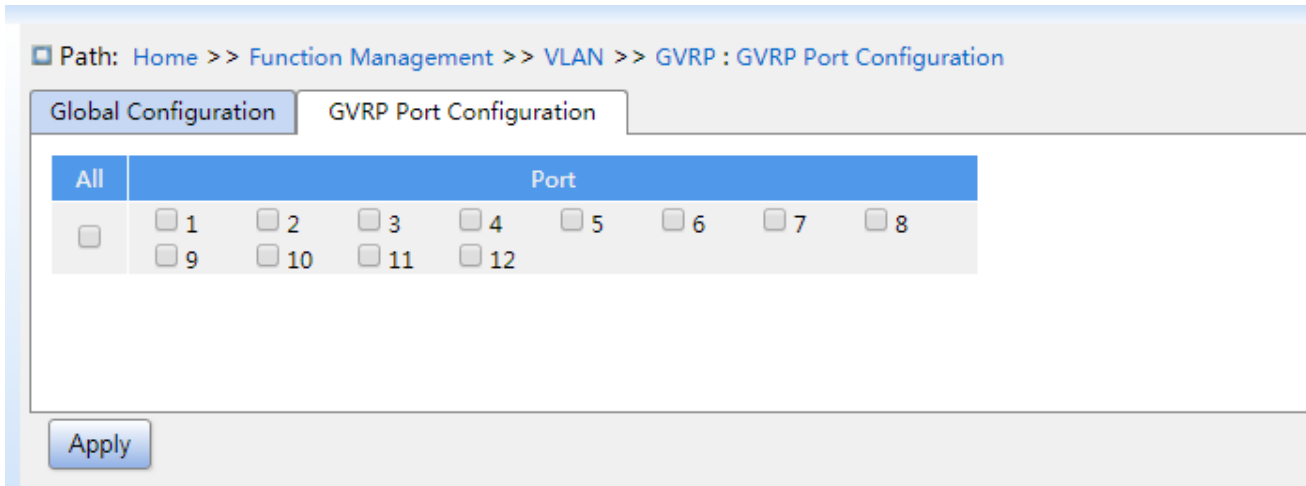 Path: Home >> Function Management >> VLAN >> GVRP : GVRP Port Configuration
Global Configuration GVRP Port Configuration
All Port
1 2 3 4 5 6 7 8
9 10 11 12
Apply